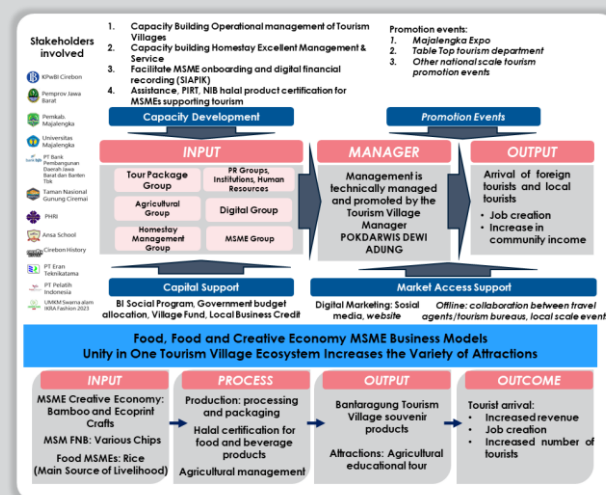 Stakeholders
involved
KPwBI Cirebon
Pemprov Jawa
Barat
Pemkab
Majalengka
Universitas
Majalengka
PT Bank
Pembangunan
Daerah Jawa
Barat dan Banten
Tbk
Taman Nasional
Gunung Ciremai
PHRI
Ansa School
Cirebon History
PT Eran
Teknikatama
PT Pelatih
Indonesia
UMKM Swarna alam
IKRA Fashion 2023
1. Capacity Building Operational management of Tourism
Villages
2. Capacity building Homestay Excellent Management &
Service
3. Facilitate MSME onboarding and digital financial
recording (SIAPIK)
4. Assistance, PIRT, NIB halal product certification for
MSMEs supporting tourism
Promotion events:
1. Majalengka Expo
2. Table Top tourism department
3. Other national scale tourism
promotion events
Capacity Development
Promotion Events
INPUT
Tour Package
Group
PR Groups,
Institutions, Human
Resources
Agricultural
Group
Digital Group
Homestay
Management
Group
MSME Group
MANAGER
Management is
technically managed
and promoted by the
Tourism Village
Manager
POKDARWIS DEWI
ADUNG
OUTPUT
Arrival of foreign
tourists and local
tourists
• Job creation
• Increase in
community income
Capital Support
Market Access Support
BI Social Program, Government budget
allocation, Village Fund, Local Business Credit
Digital Marketing: Sosial
media, website
Offline: collaboration between travel
agents/tourism bureaus, local scale event
Food, Food and Creative Economy MSME Business Models
Unity in One Tourism Village Ecosystem Increases the Variety of Attractions
INPUT
MSME Creative Economy:
Bamboo and Ecoprint
Crafts
MSM FNB: Various Chips
Food MSMEs: Rice
(Main Source of Livelihood)
PROCESS
Production: processing
and packaging
Halal certification for
food and beverage
products
Agricultural management
OUTPUT
Bantaragung Tourism
Village souvenir
products
Attractions: Agricultural
educational tour
OUTCOME
Tourist arrival:
• Increased revenue
• Job creation
• Increased number of
tourists